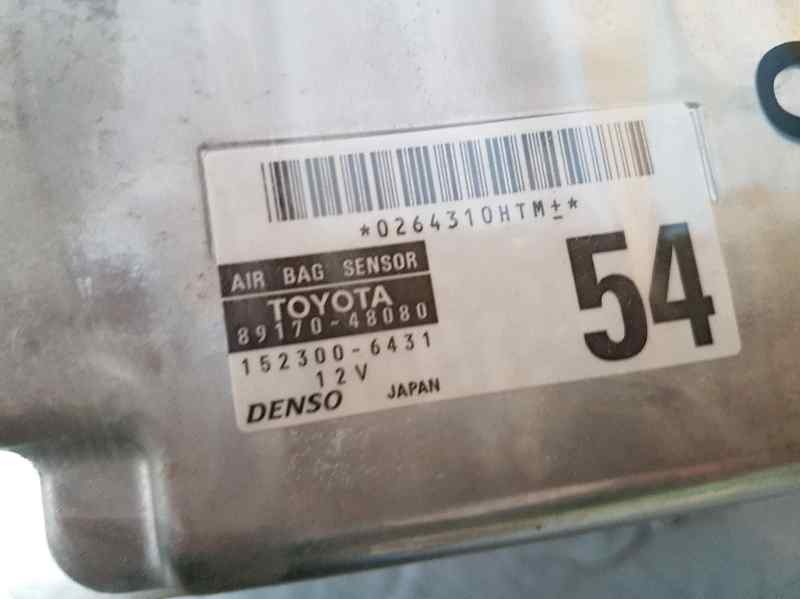 *0264310HTM±*
AIR BAG SENSOR
TOYOTA
89170-48080
152300-6431
12V
DENSO JAPAN
54